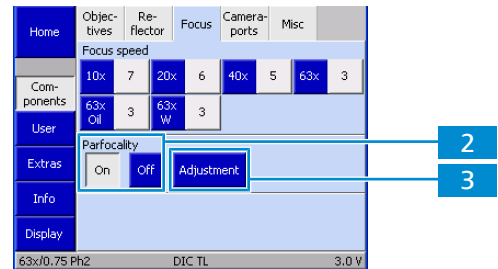 Home
Objec-
tives
Re-
flector
Focus
Camera-
ports
Misc
Focus speed
10x 7 20x 6 40x 5 63x 3
Com-
ponents
63x
Oil
3
63x
W
3
User
Parfocality
On Off Adjustment
2
3
Extras
Info
Display
63x/0.75 Ph2 DIC TL 3.0 V